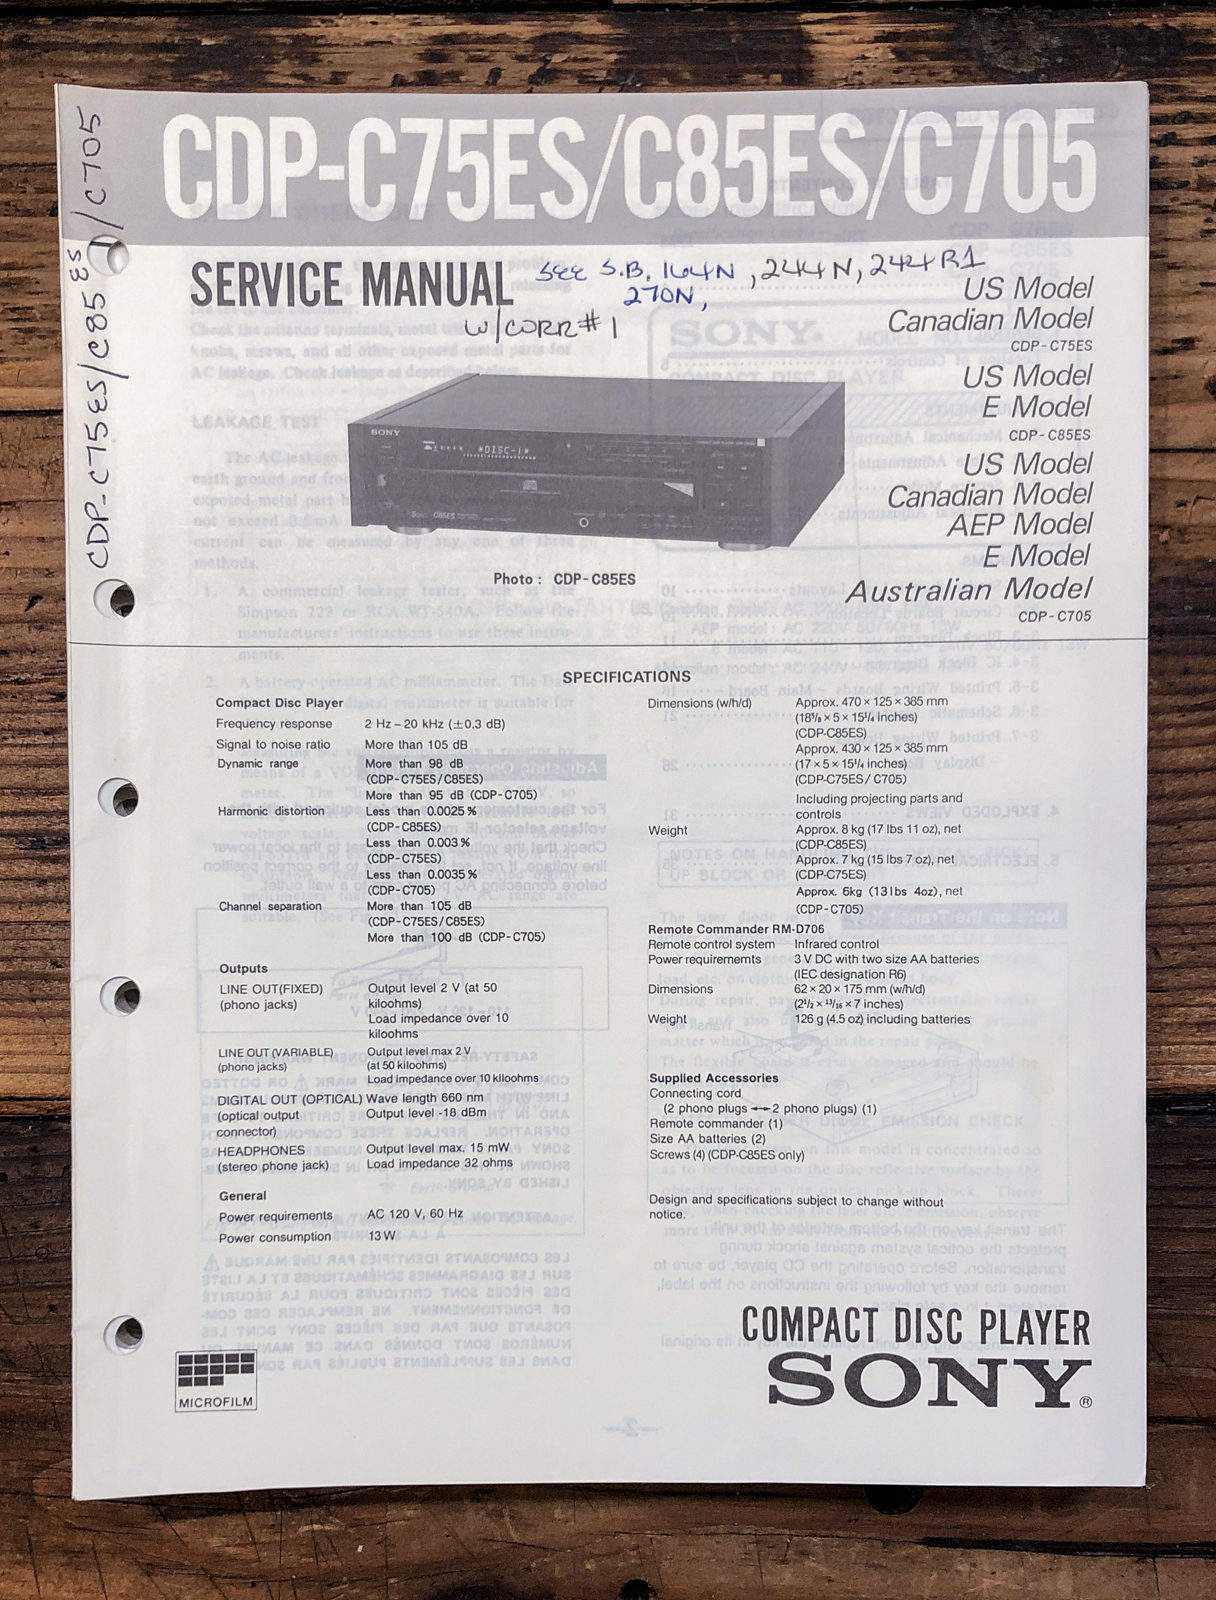 CDP-C75ES/C85ES/C705
CDP-C75ES/C85ES/C705
SERVICE MANUAL
SEE S.B. 164N, 244N, 244R1
270N,
W/CORR#1
US Model
Canadian Model
CDP-C75ES
US Model
E Model
CDP-C85ES
US Model
Canadian Model
AEP Model
E Model
Australian Model
CDP-C705
SONY
DISC-1
C85ES
Photo : CDP-C85ES
SPECIFICATIONS
Compact Disc Player
Frequency response 2 Hz – 20 kHz (±0.3 dB)
Signal to noise ratio More than 105 dB
Dynamic range More than 98 dB
(CDP-C75ES/C85ES)
More than 95 dB (CDP-C705)
Harmonic distortion Less than 0.0025 %
(CDP-C85ES)
Less than 0.003 %
(CDP-C75ES)
Less than 0.0035 %
(CDP-C705)
Channel separation More than 105 dB
(CDP-C75ES/C85ES)
More than 100 dB (CDP-C705)
Outputs
LINE OUT(FIXED) Output level 2 V (at 50
(phono jacks) kiloohms)
Load impedance over 10
kiloohms
LINE OUT (VARIABLE) Output level max 2 V
(phono jacks) (at 50 kiloohms)
Load impedance over 10 kiloohms
DIGITAL OUT (OPTICAL) Wave length 660 nm
(optical output Output level -18 dBm
connector)
HEADPHONES Output level max. 15 mW
(stereo phone jack) Load impedance 32 ohms
General
Power requirements AC 120 V, 60 Hz
Power consumption 13 W
Dimensions (w/h/d) Approx. 470 × 125 × 385 mm
(18⁵/₈ × 5 × 15¹/₄ inches)
(CDP-C85ES)
Approx. 430 × 125 × 385 mm
(17 × 5 × 15¹/₄ inches)
(CDP-C75ES/ C705)
Including projecting parts and
controls
Weight Approx. 8 kg (17 lbs 11 oz), net
(CDP-C85ES)
Approx. 7 kg (15 lbs 7 oz), net
(CDP-C75ES)
Approx. 6kg (13 lbs 4oz), net
(CDP-C705)
Remote Commander RM-D706
Remote control system Infrared control
Power requirememts 3 V DC with two size AA batteries
(IEC designation R6)
Dimensions 62 × 20 × 175 mm (w/h/d)
(2¹/₂ × ¹³/₁₆ × 7 inches)
Weight 126 g (4.5 oz) including batteries
Supplied Accessories
Connecting cord
(2 phono plugs ↔ 2 phono plugs) (1)
Remote commander (1)
Size AA batteries (2)
Screws (4) (CDP-C85ES only)
Design and specifications subject to change without
notice.
MICROFILM
COMPACT DISC PLAYER
SONY®